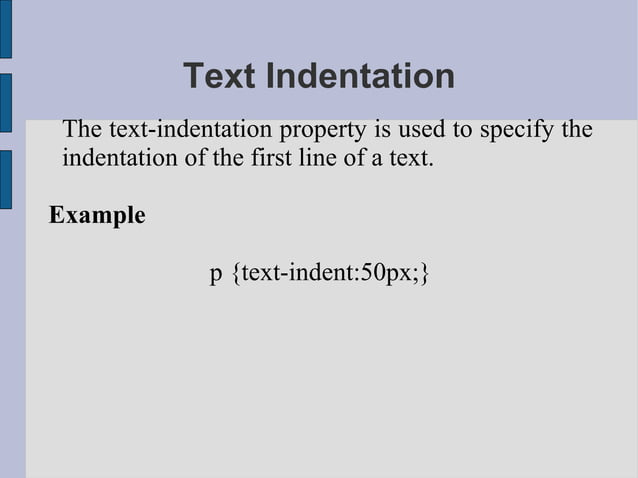 Text Indentation
The text-indentation property is used to specify the
indentation of the first line of a text.
Example
p {text-indent:50px;}